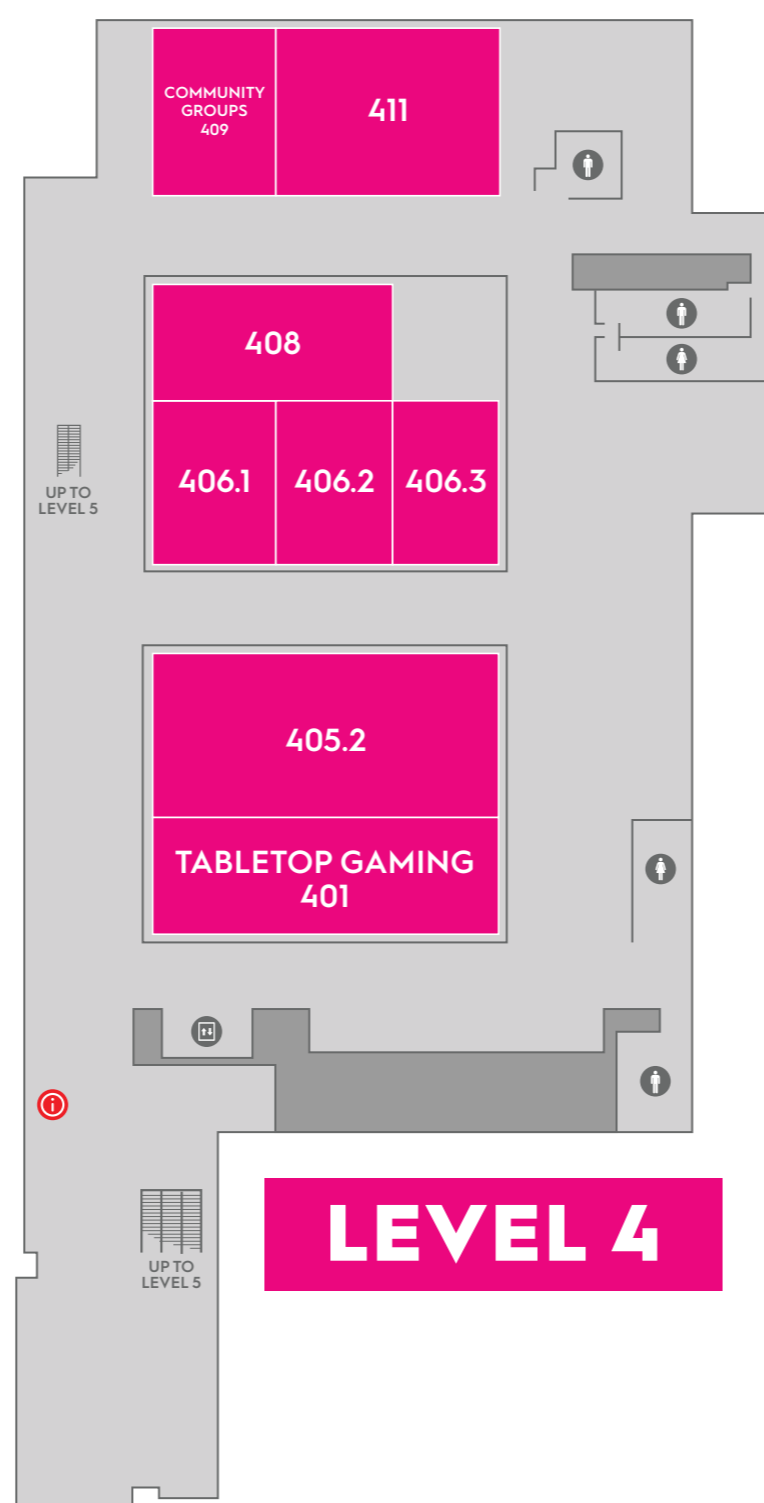 COMMUNITY
GROUPS
409
411
408
406.1
406.2
406.3
UP TO
LEVEL 5
405.2
TABLETOP GAMING
401
i
UP TO
LEVEL 5
LEVEL 4